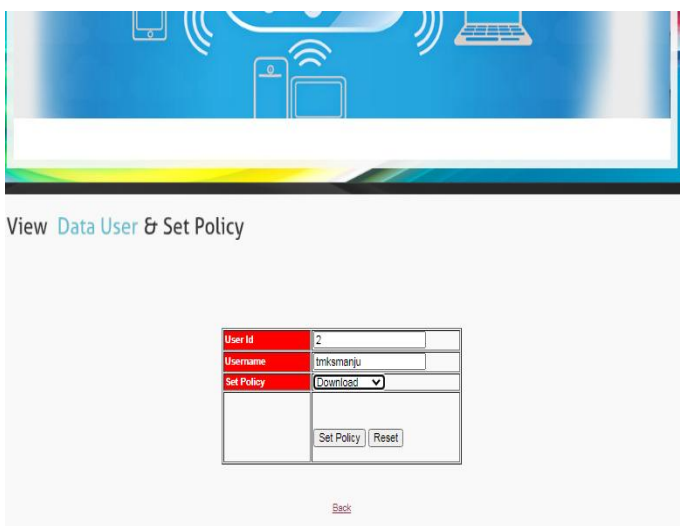 View Data User & Set Policy
User Id 2
Username tmksmanju
Set Policy Download
Set Policy Reset
Back